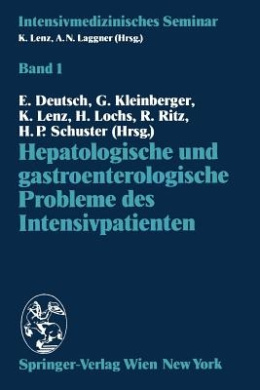 Intensivmedizinisches Seminar
K. Lenz, A. N. Laggner (Hrsg.)
Band 1
E. Deutsch, G. Kleinberger,
K. Lenz, H. Lochs, R. Ritz,
H. P. Schuster (Hrsg.)
Hepatologische und
gastroenterologische
Probleme des
Intensivpatienten
Springer-Verlag Wien New York